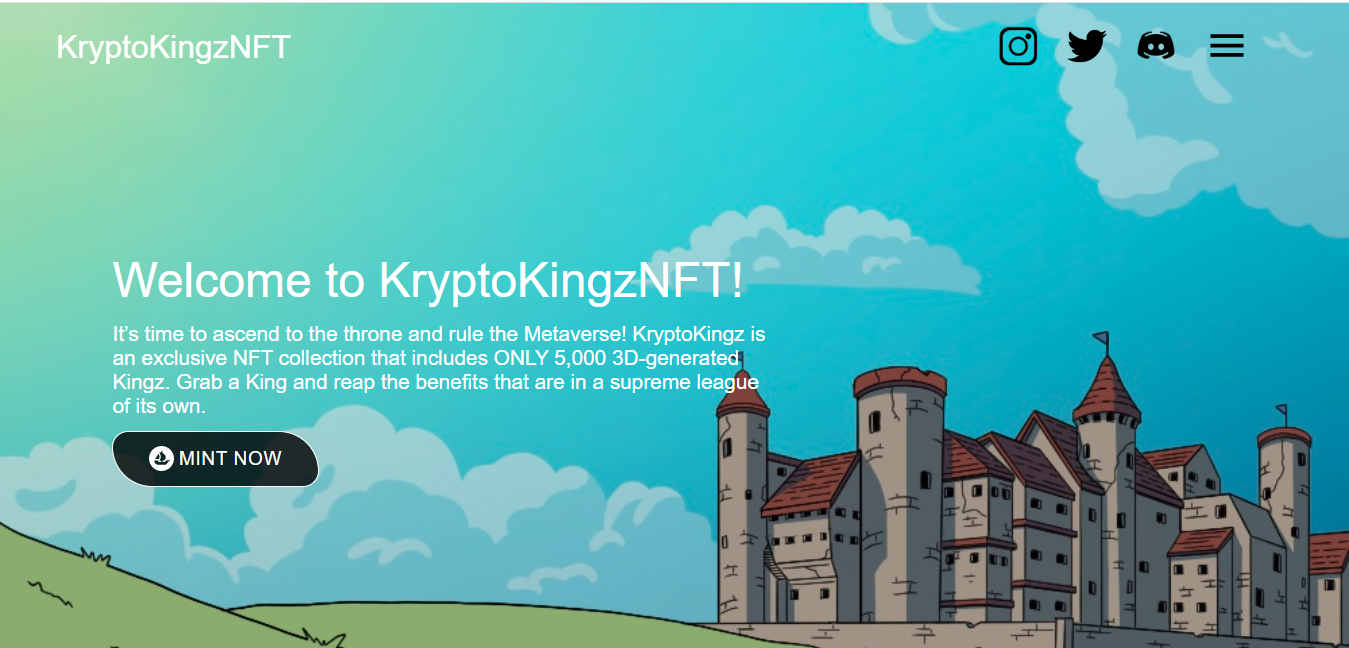 KryptoKingzNFT
Welcome to KryptoKingzNFT!
It's time to ascend to the throne and rule the Metaverse! KryptoKingz is
an exclusive NFT collection that includes ONLY 5,000 3D-generated
Kingz. Grab a King and reap the benefits that are in a supreme league
of its own.
MINT NOW